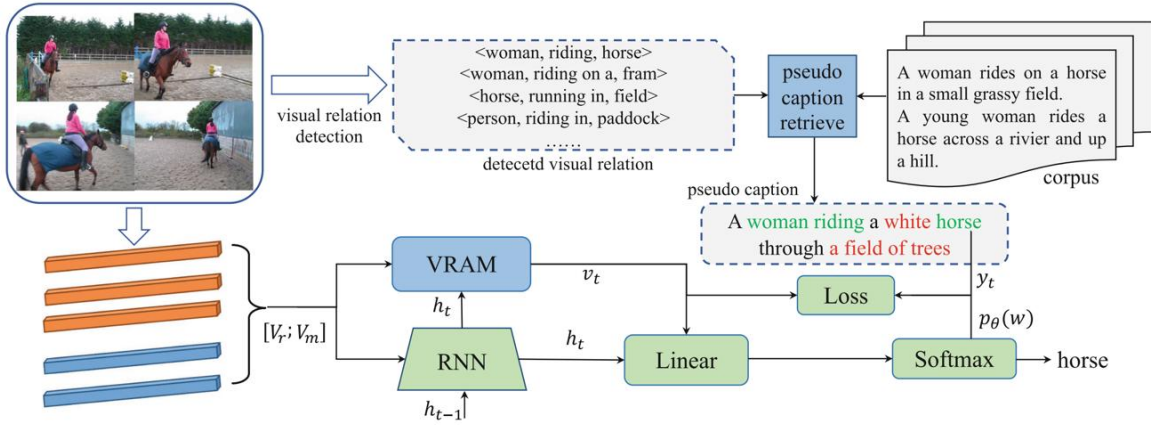 <woman, riding, horse>
<woman, riding on a, fram>
<horse, running in, field>
<person, riding in, paddock>
......
detecetd visual relation
visual relation
detection
pseudo
caption
retrieve
A woman rides on a horse
in a small grassy field.
A young woman rides a
horse across a rivier and up
a hill.
corpus
pseudo caption
A woman riding a white horse
through a field of trees
VRAM
v_t
Loss
y_t
h_t
[V_r; V_m]
p_θ(w)
RNN
h_t
Linear
Softmax
horse
h_{t-1}